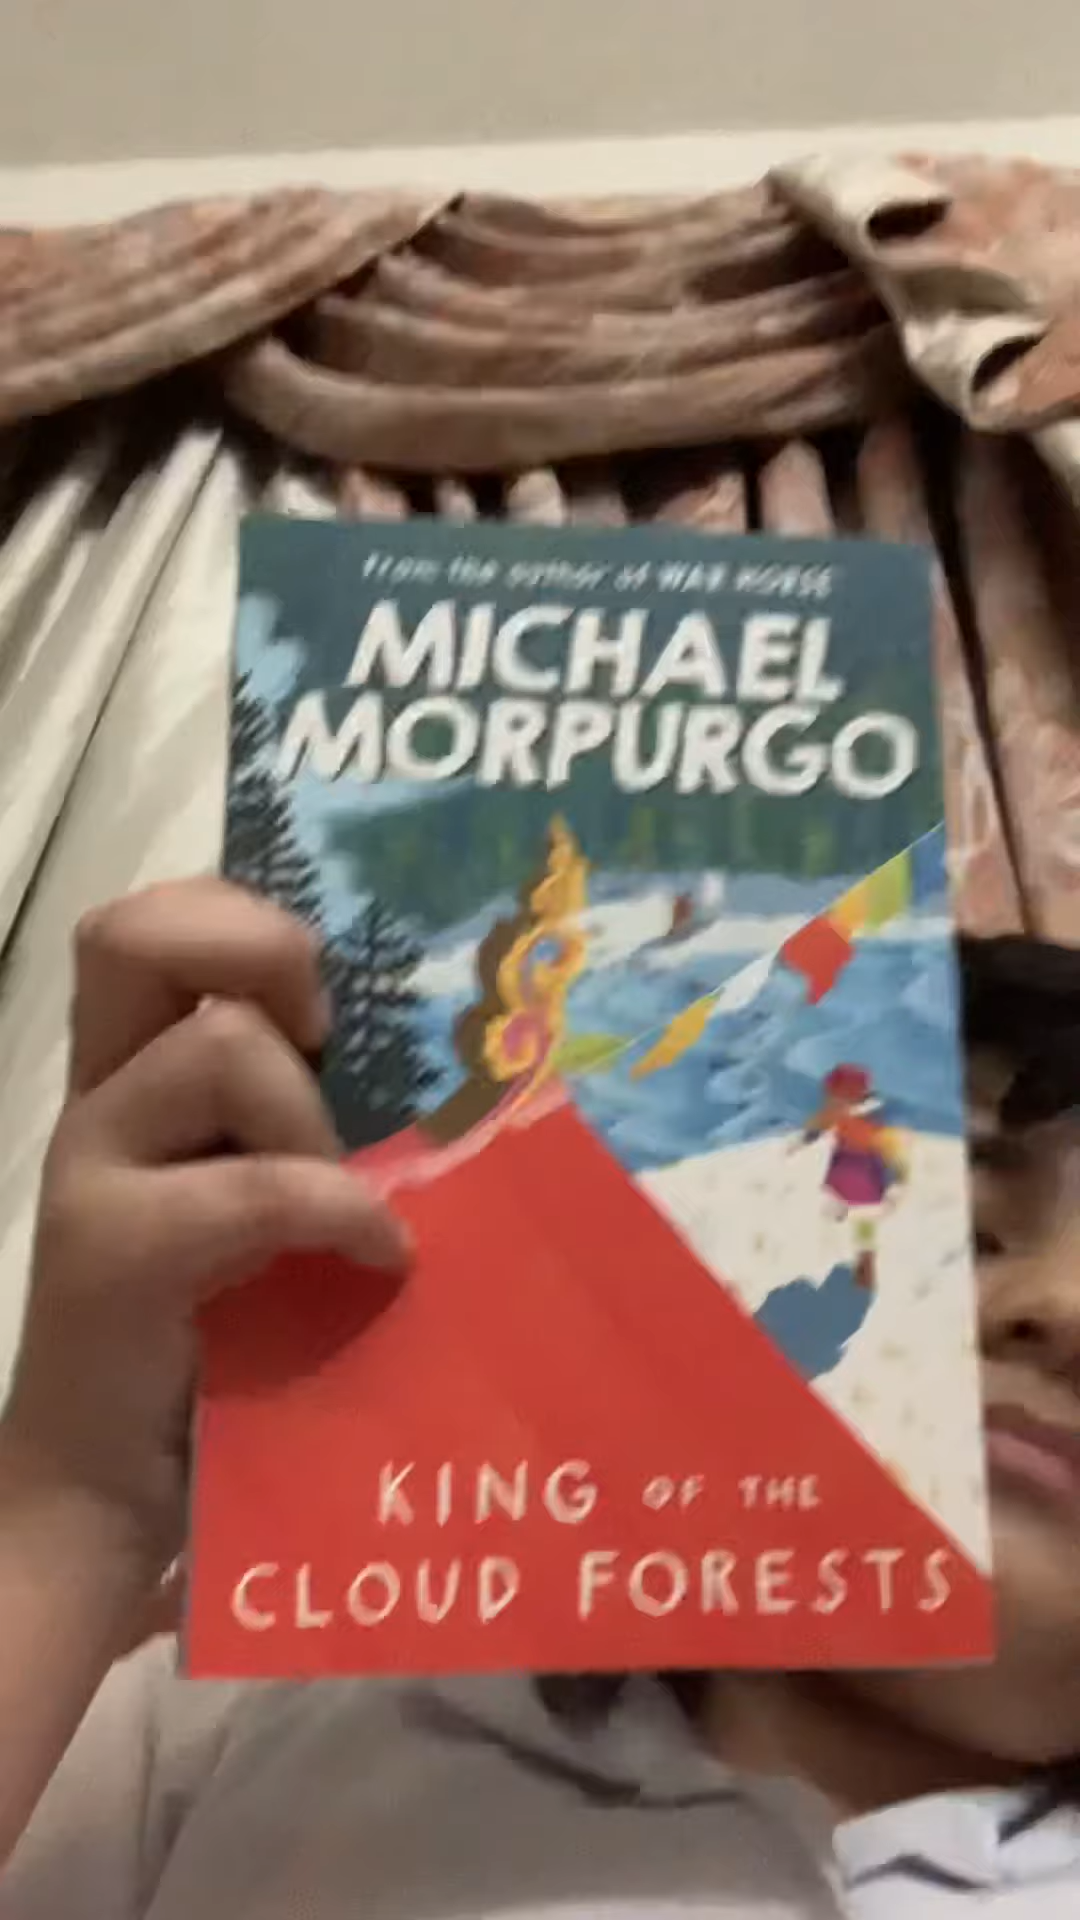 From the author of WAR HORSE
MICHAEL
MORPURGO
KING OF THE
CLOUD FORESTS